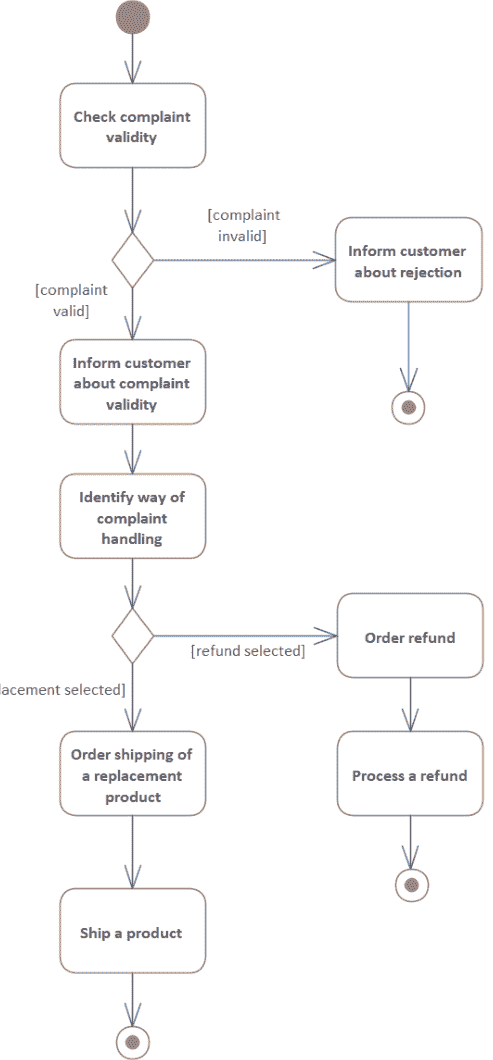 Check complaint
validity
[complaint
invalid]
Inform customer
about rejection
[complaint
valid]
Inform customer
about complaint
validity
Identify way of
complaint
handling
[refund selected]
Order refund
lacement selected]
Order shipping of
a replacement
product
Process a refund
Ship a product